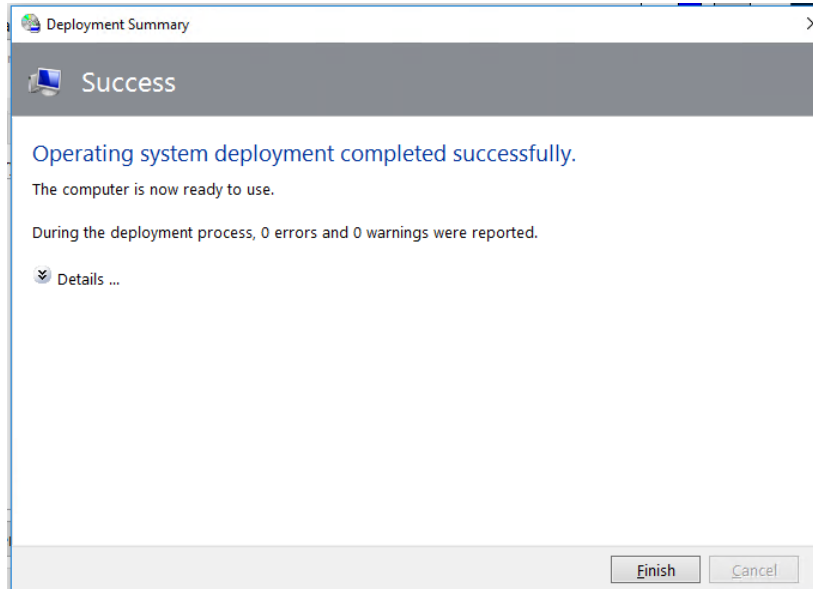 Deployment Summary
Success
Operating system deployment completed successfully.
The computer is now ready to use.
During the deployment process, 0 errors and 0 warnings were reported.
Details ...
Finish
Cancel